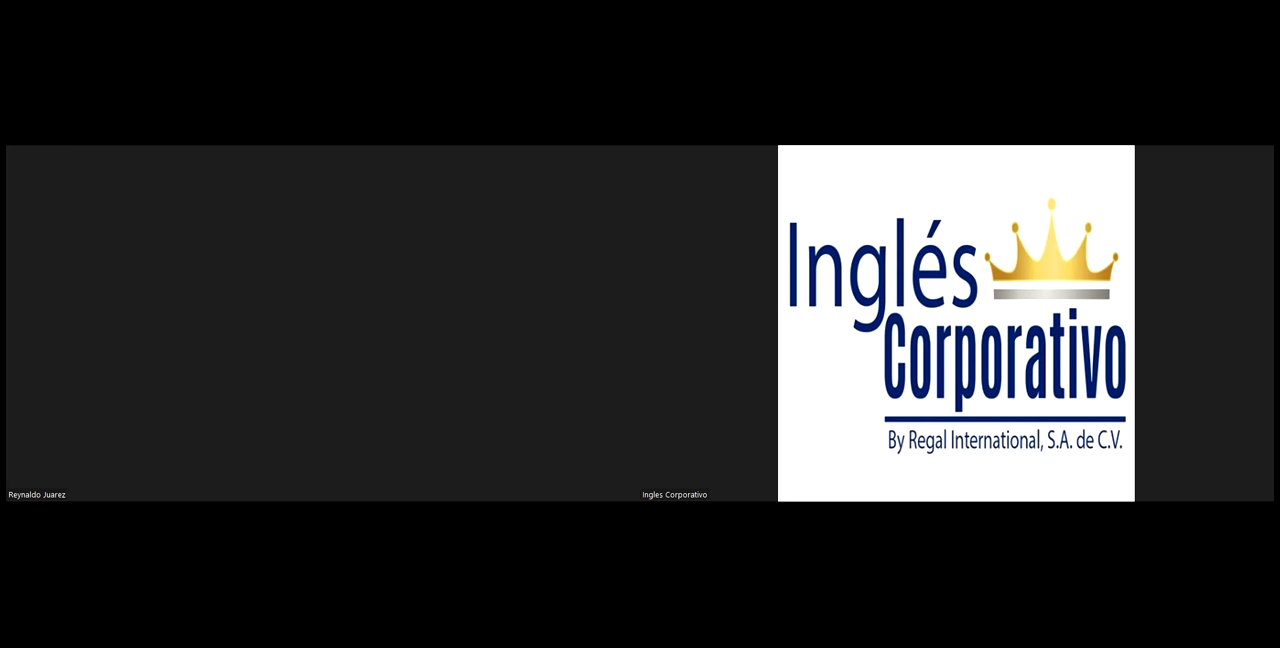 Inglés
Corporativo
By Regal International, S.A. de C.V.
Reynaldo Juarez
Ingles Corporativo